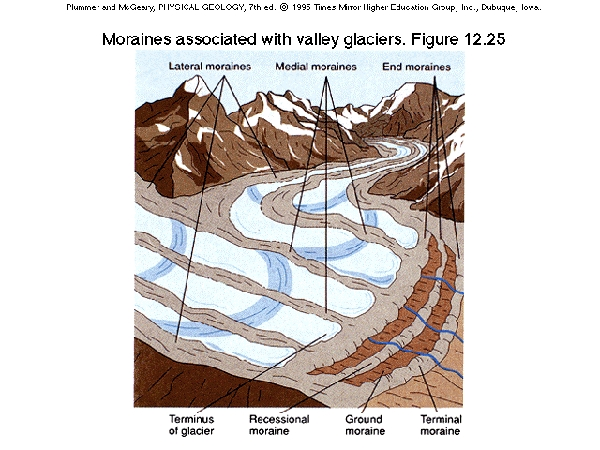 Plummer and McGeary, PHYSICAL GEOLOGY, 7th ed. © 1996 Times Mirror Higher Education Group, Inc., Dubuque, Iowa.
Moraines associated with valley glaciers. Figure 12.25
Lateral moraines Medial moraines End moraines
Terminus Recessional Ground Terminal
of glacier moraine moraine moraine